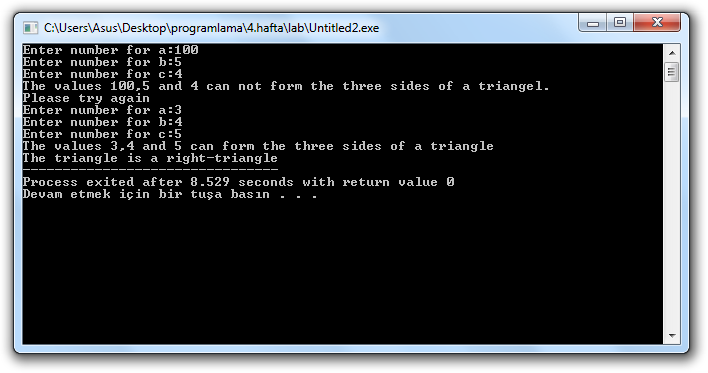 C:\Users\Asus\Desktop\programlama\4.hafta\lab\Untitled2.exe
Enter number for a:100
Enter number for b:5
Enter number for c:4
The values 100,5 and 4 can not form the three sides of a triangel.
Please try again
Enter number for a:3
Enter number for b:4
Enter number for c:5
The values 3,4 and 5 can form the three sides of a triangle
The triangle is a right-triangle
--------------------------------
Process exited after 8.529 seconds with return value 0
Devam etmek için bir tuşa basın . . .